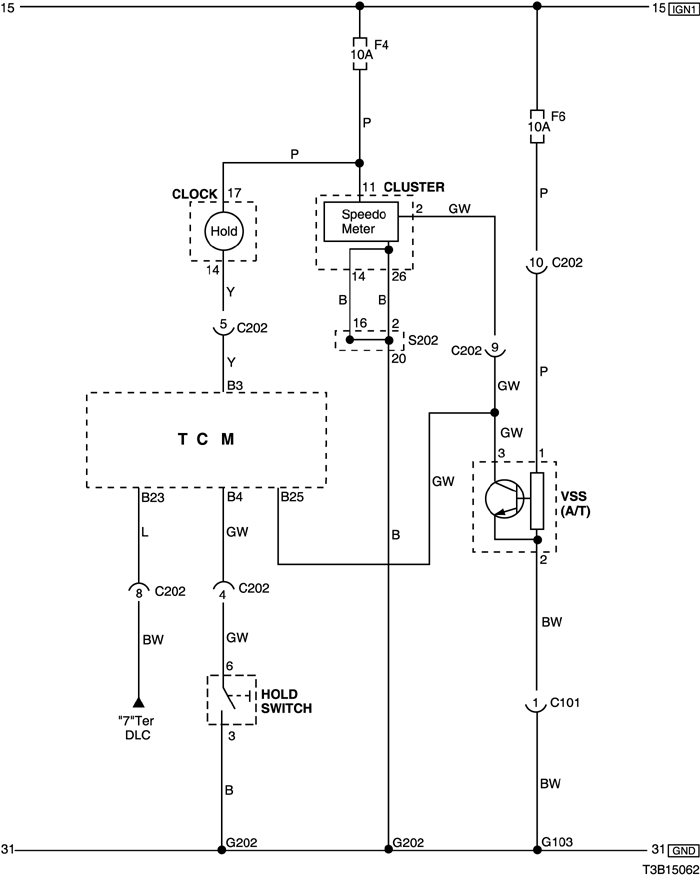 15
15 IGN1
F4
10A
F6
10A
P
P
P
11 CLUSTER
CLOCK 17
Speedo
Meter
2
GW
Hold
14
14
26
10 C202
Y
B
B
5 C202
16
2
S202
20
C202 9
Y
GW
P
B3
T C M
GW
3
1
B23
B4
B25
GW
VSS
(A/T)
L
GW
B
2
8 C202
4 C202
BW
BW
GW
6
HOLD
SWITCH
1 C101
"7"Ter
DLC
3
B
BW
G202
G202
G103
31
31 GND
T3B15062